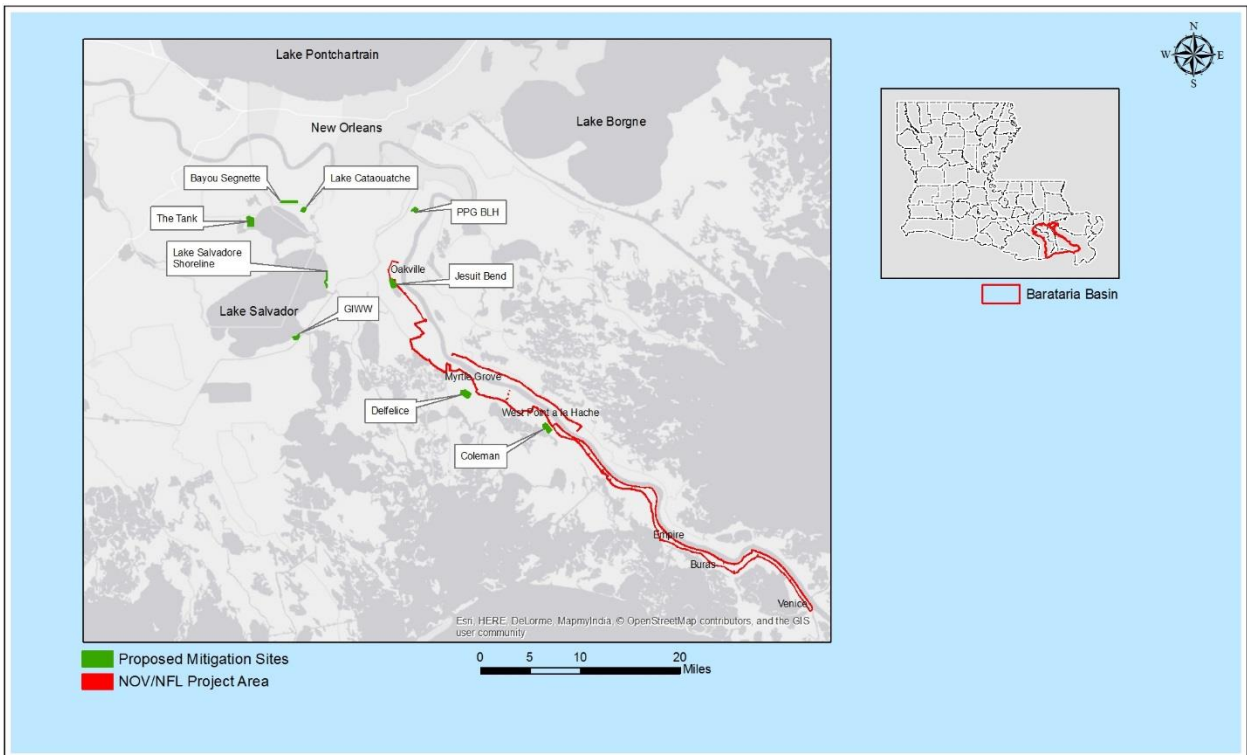 N
W
E
S
Lake Pontchartrain
New Orleans
Lake Borgne
Bayou Segnette
Lake Cataouatche
The Tank
PPG BLH
Lake Salvadore
Shoreline
Oakville
Jesuit Bend
Lake Salvador
GIWW
Barataria Basin
Myrtle Grove
Delfelice
West Point a la Hache
Coleman
Empire
Buras
Venice
Esri, HERE, DeLorme, MapmyIndia, © OpenStreetMap contributors, and the GIS
user community
Proposed Mitigation Sites
NOV/NFL Project Area
0 5 10 20
Miles